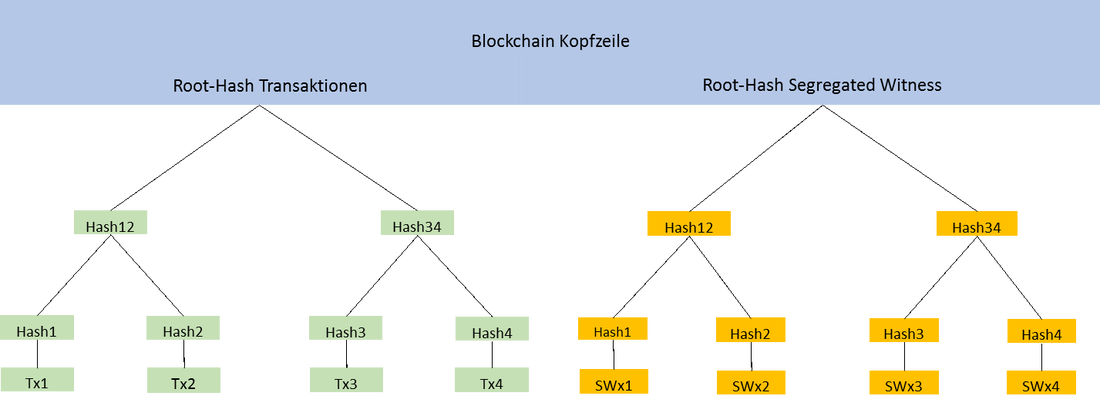 Blockchain Kopfzeile
Root-Hash Transaktionen
Root-Hash Segregated Witness
Hash12
Hash34
Hash12
Hash34
Hash1
Hash2
Hash3
Hash4
Hash1
Hash2
Hash3
Hash4
Tx1
Tx2
Tx3
Tx4
SWx1
SWx2
SWx3
SWx4